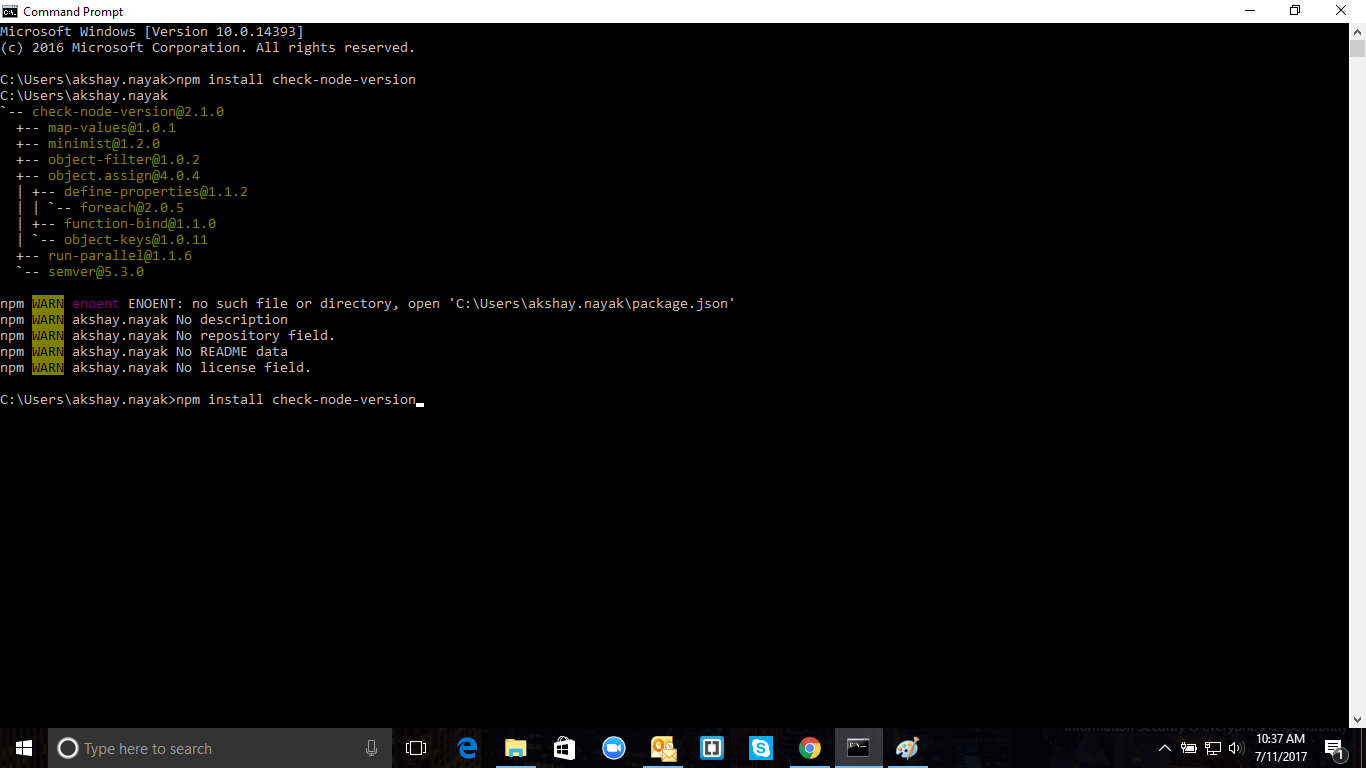 Command Prompt
Microsoft Windows [Version 10.0.14393]
(c) 2016 Microsoft Corporation. All rights reserved.
C:\Users\akshay.nayak>npm install check-node-version
C:\Users\akshay.nayak
`-- check-node-version@2.1.0
  +-- map-values@1.0.1
  +-- minimist@1.2.0
  +-- object-filter@1.0.2
  +-- object.assign@4.0.4
  | +-- define-properties@1.1.2
  | | `-- foreach@2.0.5
  | +-- function-bind@1.1.0
  | `-- object-keys@1.0.11
  +-- run-parallel@1.1.6
  `-- semver@5.3.0
npm WARN enoent ENOENT: no such file or directory, open 'C:\Users\akshay.nayak\package.json'
npm WARN akshay.nayak No description
npm WARN akshay.nayak No repository field.
npm WARN akshay.nayak No README data
npm WARN akshay.nayak No license field.
C:\Users\akshay.nayak>npm install check-node-version
Type here to search
10:37 AM
7/11/2017
1